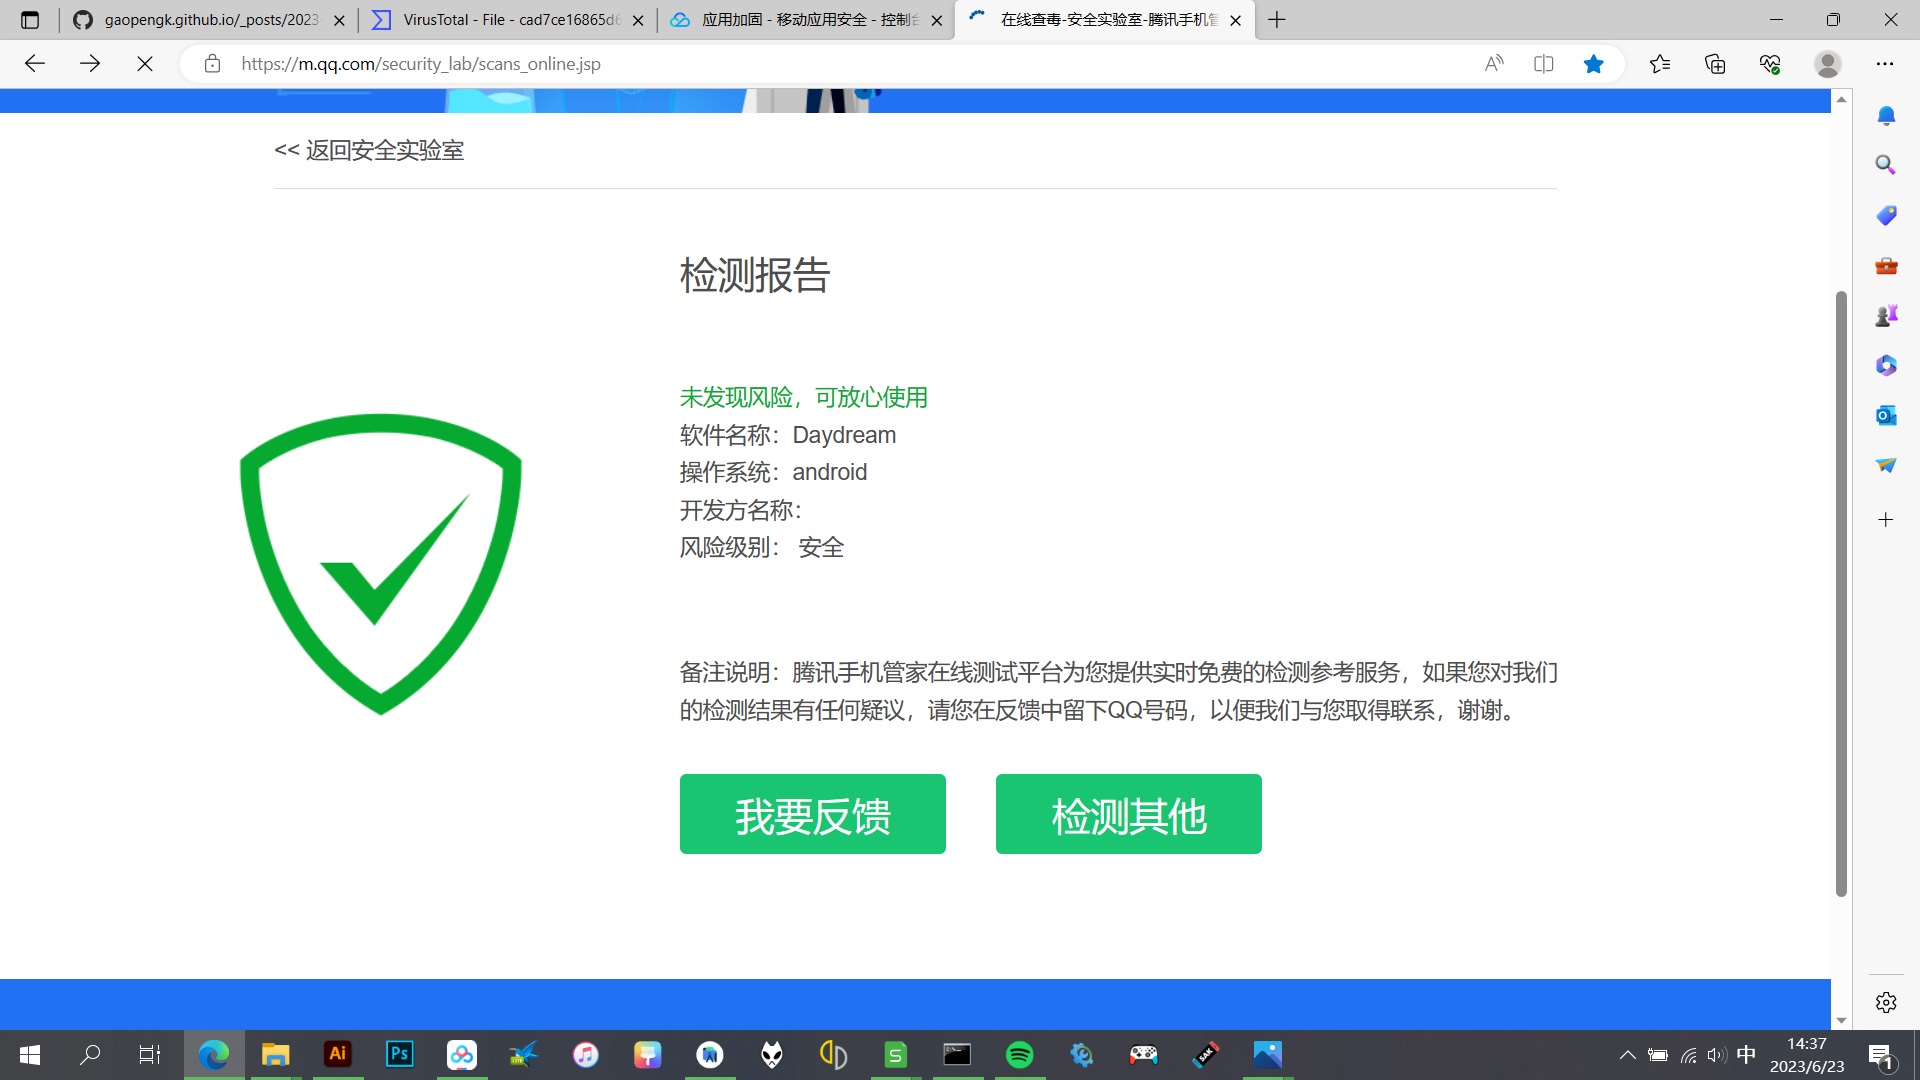 gaopengk.github.io/_posts/2023-
VirusTotal - File - cad7ce16865d6
应用加固 - 移动应用安全 - 控制台
在线查毒-安全实验室-腾讯手机管
https://m.qq.com/security_lab/scans_online.jsp
<< 返回安全实验室
检测报告
未发现风险，可放心使用
软件名称：Daydream
操作系统：android
开发方名称：
风险级别： 安全
备注说明：腾讯手机管家在线测试平台为您提供实时免费的检测参考服务，如果您对我们
的检测结果有任何疑议，请您在反馈中留下QQ号码，以便我们与您取得联系，谢谢。
我要反馈
检测其他
Ai
Ps
S
SAK
中
14:37
2023/6/23
1